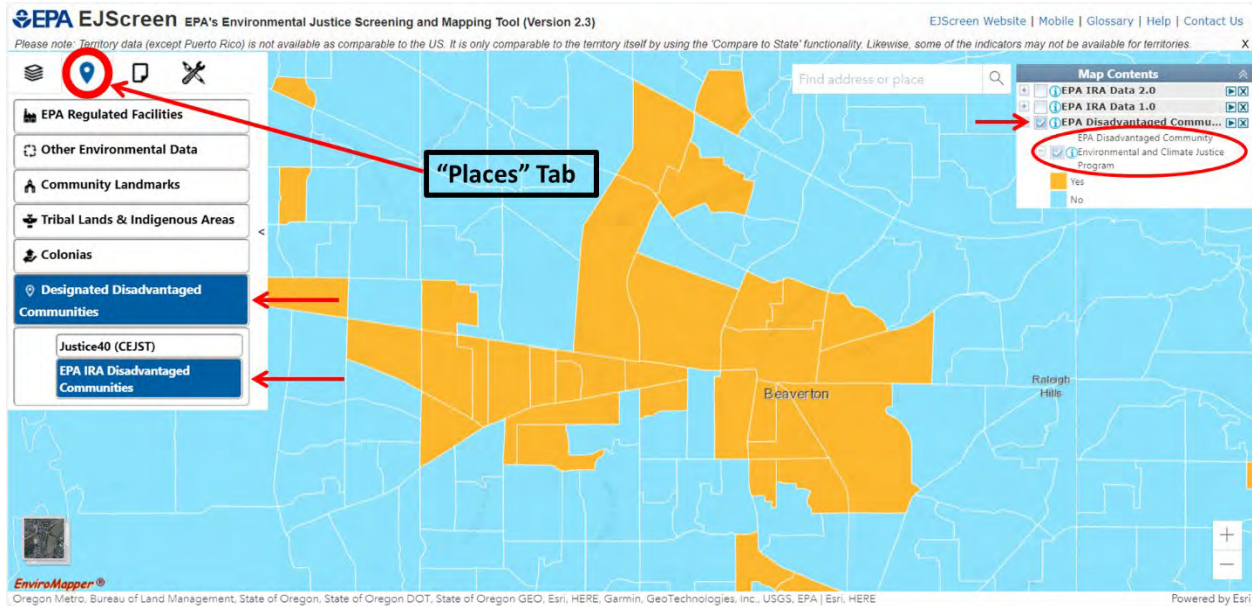 EPA EJScreen EPA's Environmental Justice Screening and Mapping Tool (Version 2.3)
EJScreen Website | Mobile | Glossary | Help | Contact Us
Please note: Territory data (except Puerto Rico) is not available as comparable to the US. It is only comparable to the territory itself by using the 'Compare to State' functionality. Likewise, some of the indicators may not be available for territories. X
Find address or place
Map Contents
EPA IRA Data 2.0
EPA IRA Data 1.0
EPA Disadvantaged Commu...
EPA Disadvantaged Community
Environmental and Climate Justice
Program
Yes
No
EPA Regulated Facilities
Other Environmental Data
Community Landmarks
Tribal Lands & Indigenous Areas
Colonias
<
Designated Disadvantaged
Communities
Justice40 (CEJST)
EPA IRA Disadvantaged
Communities
"Places" Tab
Beaverton
Raleigh
Hills
EnviroMapper ®
Oregon Metro, Bureau of Land Management, State of Oregon, State of Oregon DOT, State of Oregon GEO, Esri, HERE, Garmin, GeoTechnologies, Inc., USGS, EPA | Esri, HERE
Powered by Esri